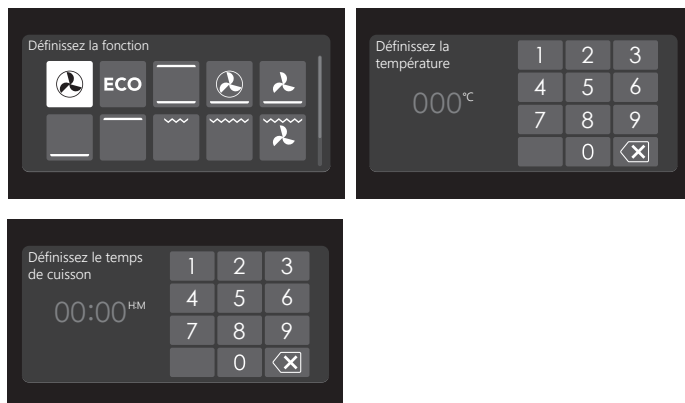 Définissez la fonction
ECO
Définissez la
température
000°C
1 2 3
4 5 6
7 8 9
0
Définissez le temps
de cuisson
00:00 H:M
1 2 3
4 5 6
7 8 9
0